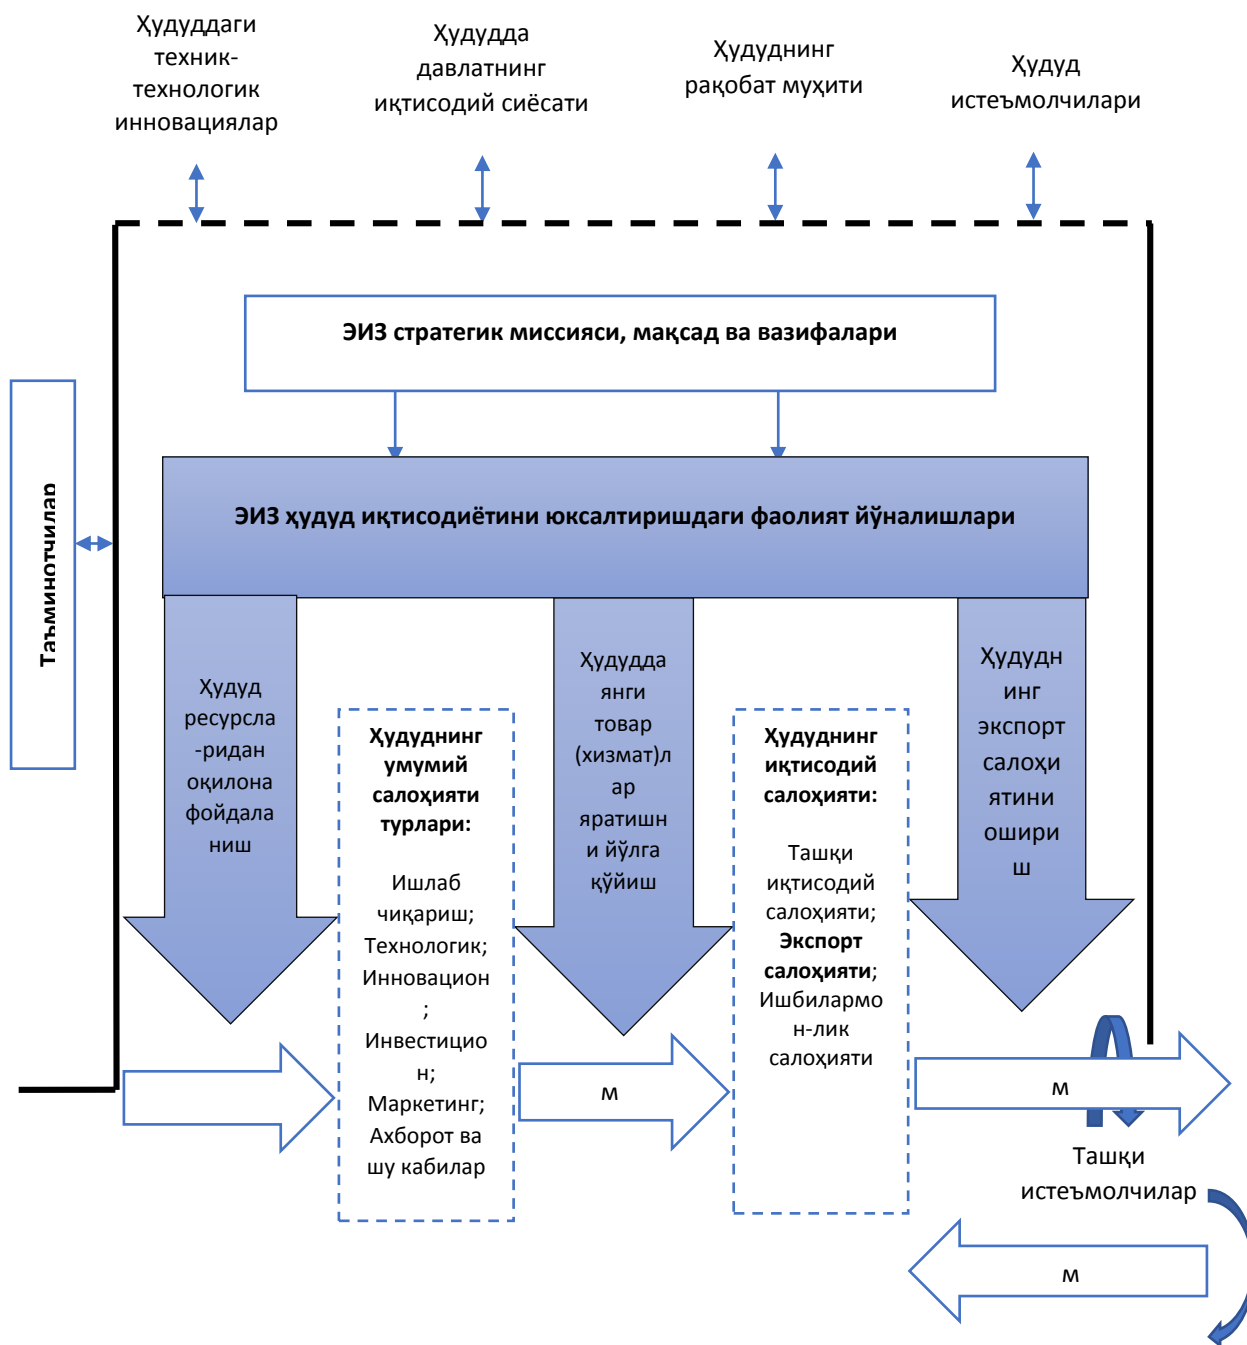 Ҳудуддаги
техник-
технологик
инновациялар
Ҳудудда
давлатнинг
иқтисодий сиёсати
Ҳудуднинг
рақобат муҳити
Ҳудуд
истеъмолчилари
ЭИЗ стратегик миссияси, мақсад ва вазифалари
Таъминотчилар
ЭИЗ ҳудуд иқтисодиётини юксалтиришдаги фаолият йўналишлари
Ҳудуд
ресурсла
-ридан
оқилона
фойдала
ниш
Ҳудуднинг
умумий
салоҳияти
турлари:
Ишлаб
чиқариш;
Технологик;
Инновацион
;
Инвестицио
н;
Маркетинг;
Ахборот ва
шу кабилар
Ҳудудда
янги
товар
(хизмат)л
ар
яратишн
и йўлга
қўйиш
Ҳудуднинг
иқтисодий
салоҳияти:
Ташқи
иқтисодий
салоҳияти;
Экспорт
салоҳияти;
Ишбилармо
н-лик
салоҳияти
Ҳудудн
инг
экспорт
салоҳи
ятини
ошири
ш
м
м
Ташқи
истеъмолчилар
м